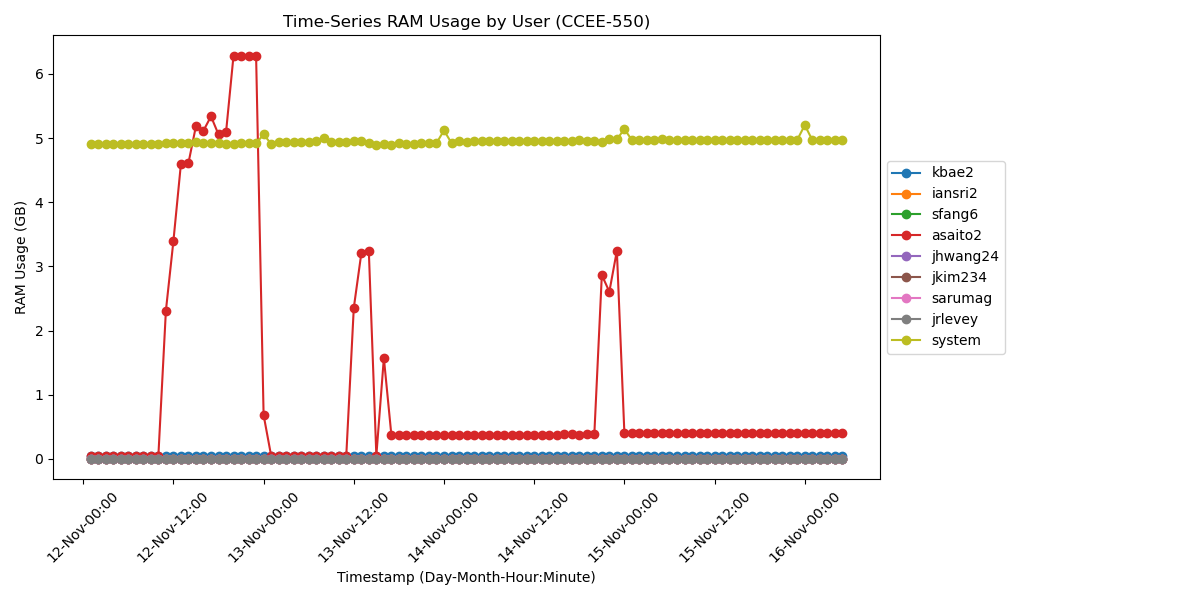 Time-Series RAM Usage by User (CCEE-550)
6
5
4
3
2
1
0
RAM Usage (GB)
12-Nov-00:00
12-Nov-12:00
13-Nov-00:00
13-Nov-12:00
14-Nov-00:00
14-Nov-12:00
15-Nov-00:00
15-Nov-12:00
16-Nov-00:00
Timestamp (Day-Month-Hour:Minute)
kbae2
iansri2
sfang6
asaito2
jhwang24
jkim234
sarumag
jrlevey
system